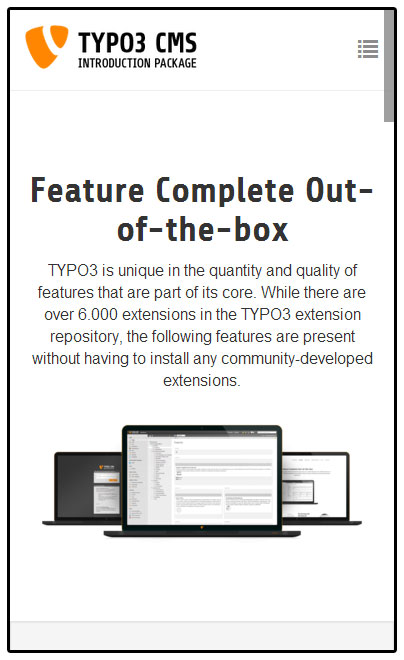 TYPO3 CMS
INTRODUCTION PACKAGE
Feature Complete Out-
of-the-box
TYPO3 is unique in the quantity and quality of
features that are part of its core. While there are
over 6.000 extensions in the TYPO3 extension
repository, the following features are present
without having to install any community-developed
extensions.